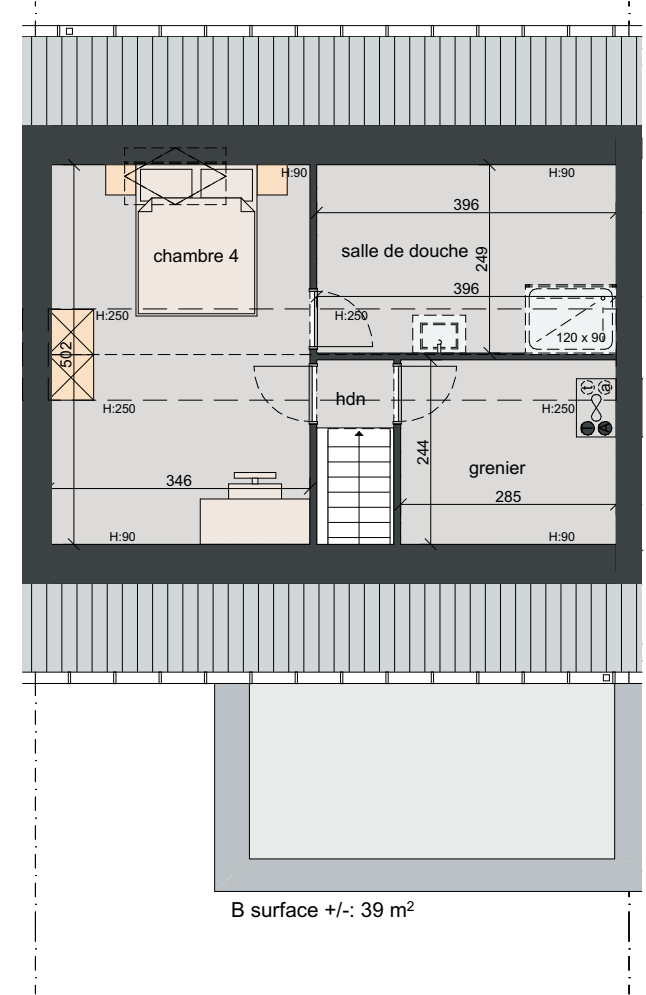 H:90
H:90
396
salle de douche
249
chambre 4
396
H:250
H:250
120 x 90
502
t
a
hdn
H:250
H:250
244
grenier
346
285
H:90
H:90
B surface +/-: 39 m²